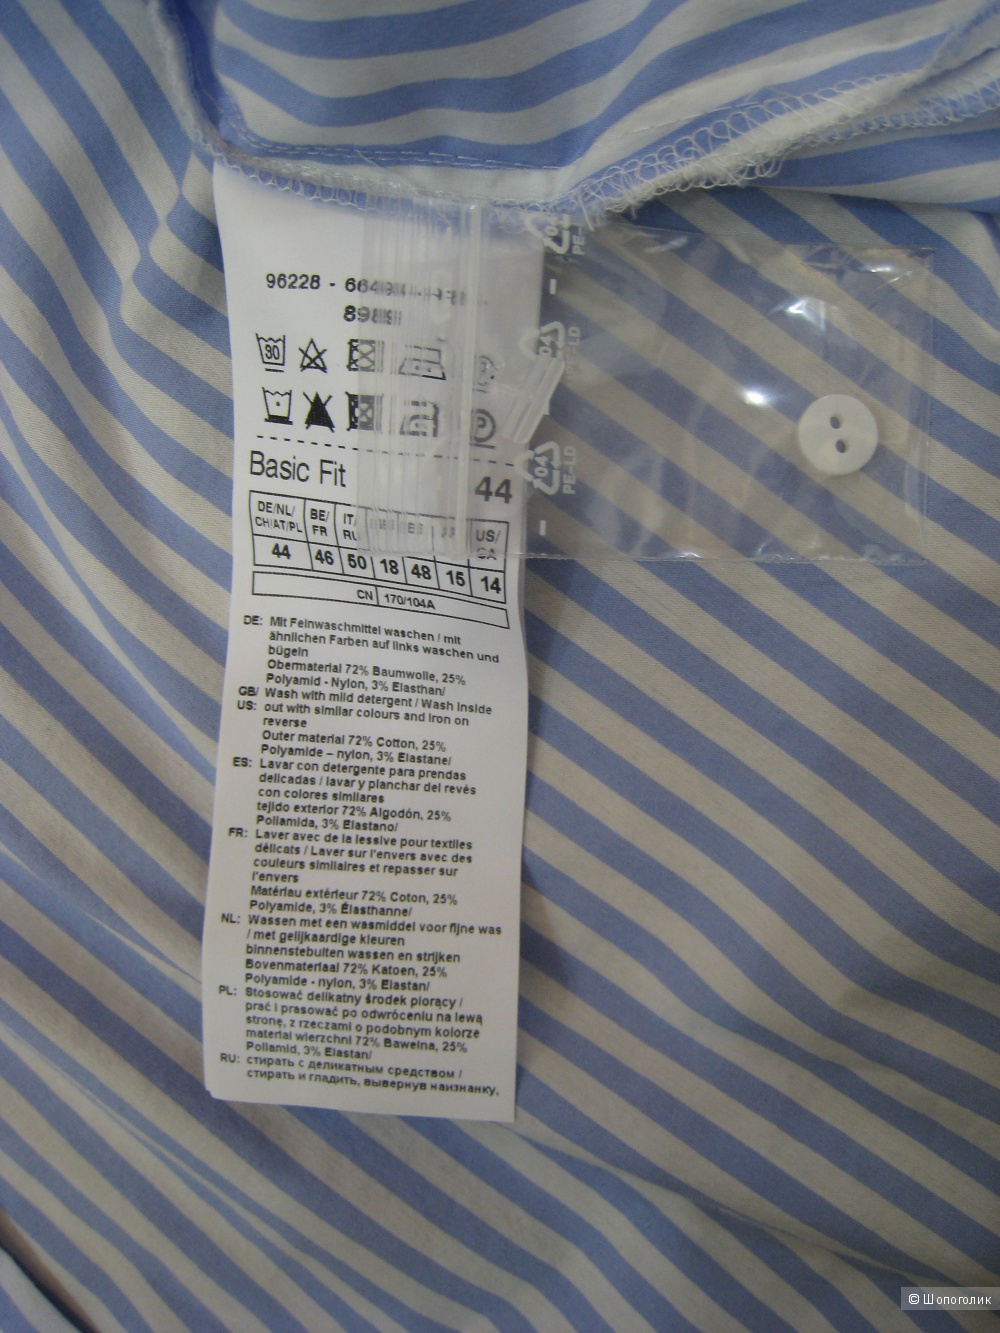 96228 -
30
P
Basic Fit
44
DE/NL/ CH/AT/PL BE/ FR IT/ RU US/
44 46 50 18 48 15 14
CN 170/104A
DE: Mit Feinwaschmittel waschen / mit
ähnlichen Farben auf links waschen und
bügeln
Obermaterial 72% Baumwolle, 25%
Polyamid - Nylon, 3% Elasthan/
GB/ Wash with mild detergent / Wash inside
US: out with similar colours and iron on
reverse
Outer material 72% Cotton, 25%
Polyamide – nylon, 3% Elastane/
ES: Lavar con detergente para prendas
delicadas / lavar y planchar del revés
con colores similares
tejido exterior 72% Algodón, 25%
Poliamida, 3% Elastano/
FR: Laver avec de la lessive pour textiles
délicats / Laver sur l'envers avec des
couleurs similaires et repasser sur
l'envers
Matériau extérieur 72% Coton, 25%
Polyamide, 3% Élasthanne/
NL: Wassen met een wasmiddel voor fijne was
/ met gelijkaardige kleuren
binnenstebuiten wassen en strijken
Bovenmateriaal 72% Katoen, 25%
Polyamide - nylon, 3% Elastan/
PL: Stosować delikatny środek piorący /
prać i prasować po odwróceniu na lewą
stronę, z rzeczami o podobnym kolorze
materiał wierzchni 72% Bawełna, 25%
Poliamid, 3% Elastan/
RU: стирать с деликатным средством /
стирать и гладить, вывернув наизнанку,
04
PE-LD
© Шопоголик